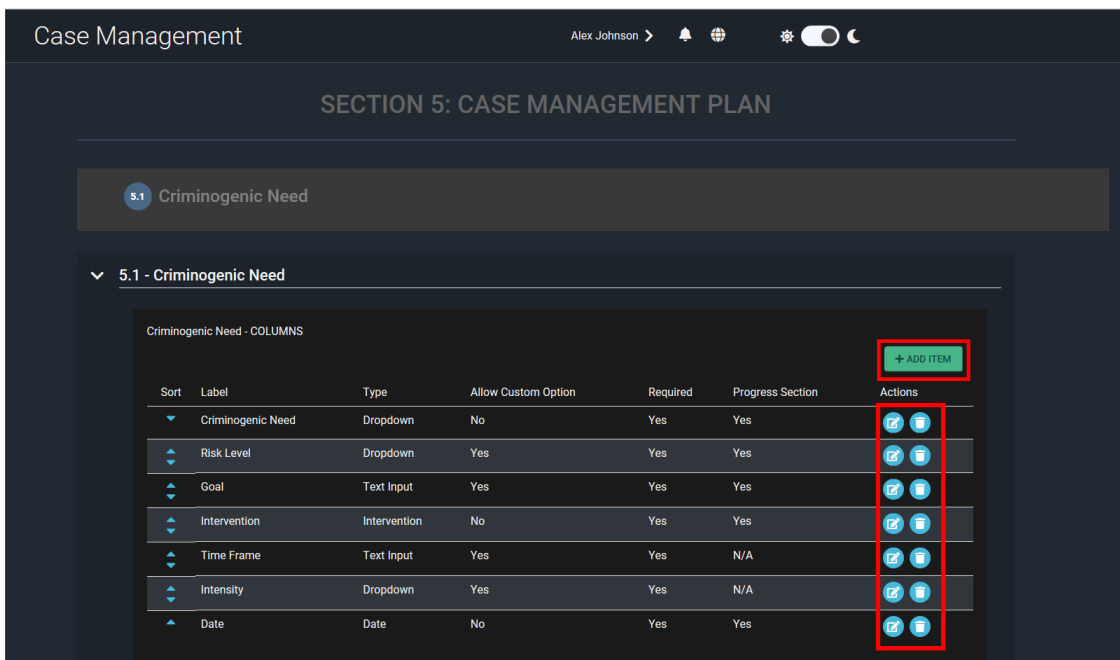 Case Management
Alex Johnson
SECTION 5: CASE MANAGEMENT PLAN
5.1 Criminogenic Need
5.1 - Criminogenic Need
Criminogenic Need - COLUMNS
+ ADD ITEM
Sort Label Type Allow Custom Option Required Progress Section Actions
Criminogenic Need Dropdown No Yes Yes
Risk Level Dropdown Yes Yes Yes
Goal Text Input Yes Yes Yes
Intervention Intervention No Yes Yes
Time Frame Text Input Yes Yes N/A
Intensity Dropdown Yes Yes N/A
Date Date No Yes Yes